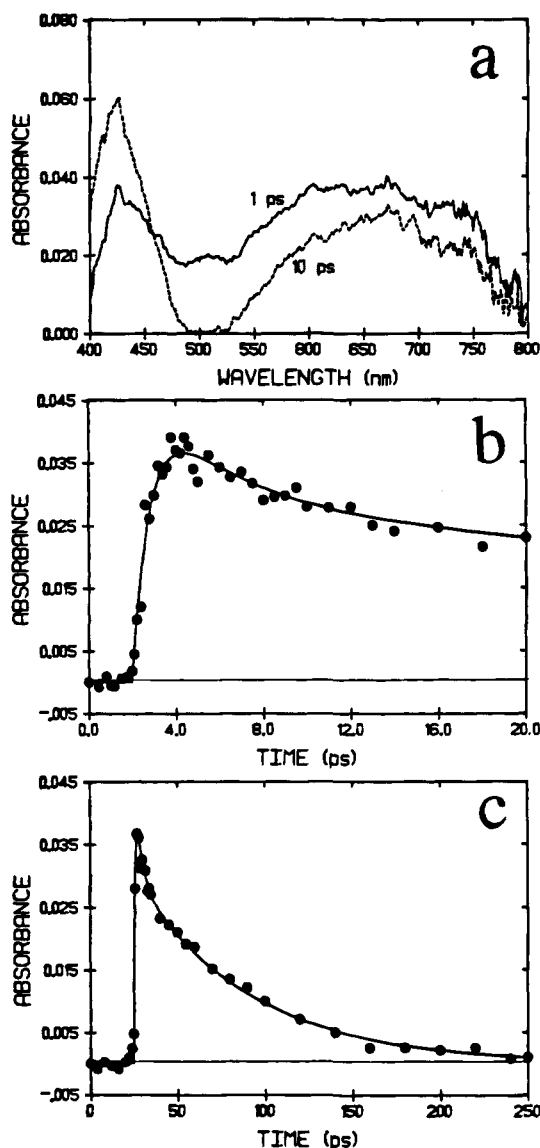 a
0.080
0.060
0.040
0.020
0.000
ABSORBANCE
1 ps
10 ps
400 450 500 550 600 650 700 750 800
WAVELENGTH (nm)
b
0.045
0.035
0.025
0.015
0.005
-.005
ABSORBANCE
0.0 4.0 8.0 12.0 16.0 20.0
TIME (ps)
c
0.045
0.035
0.025
0.015
0.005
-.005
ABSORBANCE
0 50 100 150 200 250
TIME (ps)